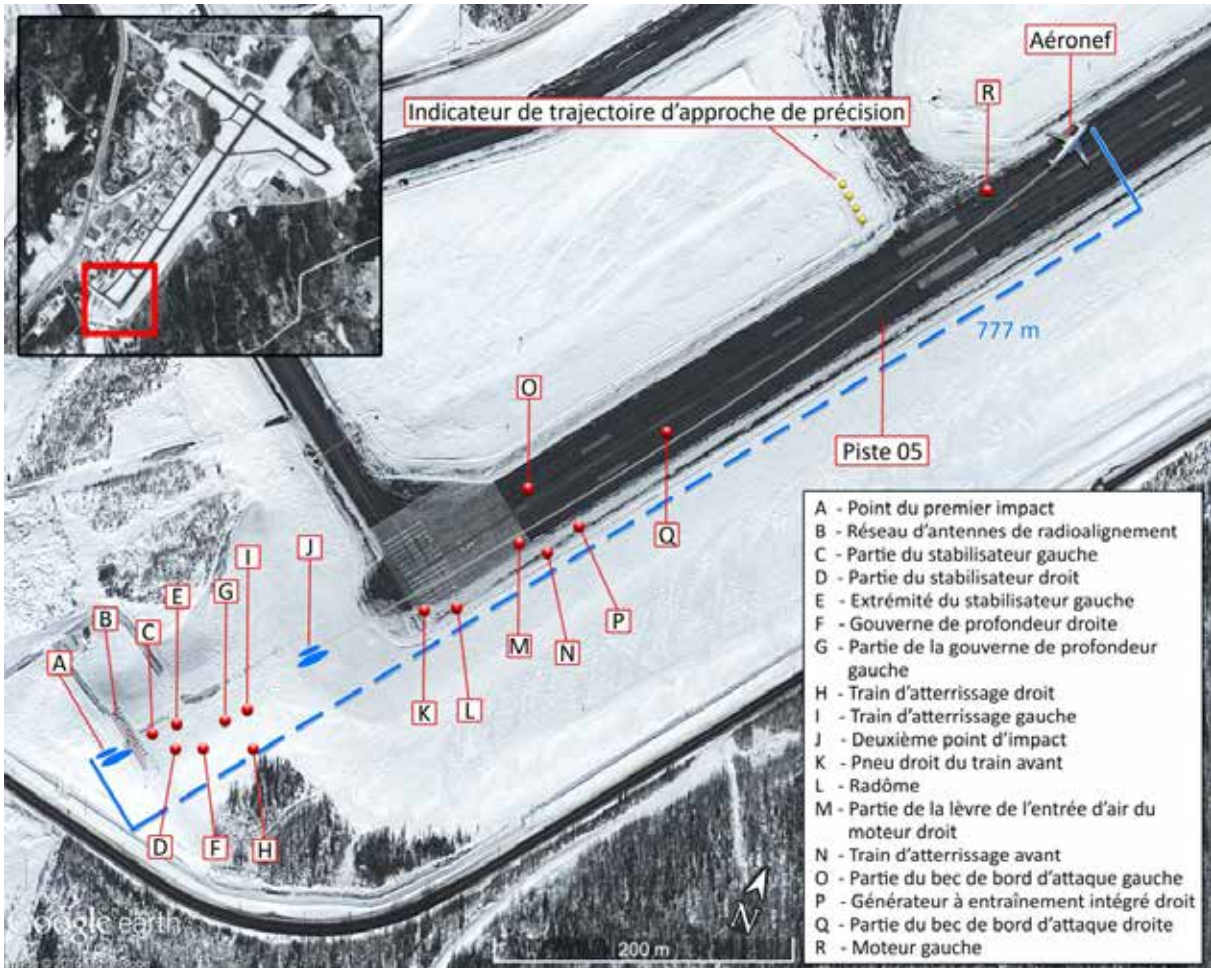 Aéronef
R
Indicateur de trajectoire d'approche de précision
777 m
O
Piste 05
Q
J
I
G
E
C
B
A
P
N
M
L
K
D
F
H
A - Point du premier impact
B - Réseau d'antennes de radioalignement
C - Partie du stabilisateur gauche
D - Partie du stabilisateur droit
E - Extrémité du stabilisateur gauche
F - Gouverne de profondeur droite
G - Partie de la gouverne de profondeur
gauche
H - Train d'atterrissage droit
I - Train d'atterrissage gauche
J - Deuxième point d'impact
K - Pneu droit du train avant
L - Radôme
M - Partie de la lèvre de l'entrée d'air du
moteur droit
N - Train d'atterrissage avant
O - Partie du bec de bord d'attaque gauche
P - Générateur à entraînement intégré droit
Q - Partie du bec de bord d'attaque droite
R - Moteur gauche
N
200 m
Google earth